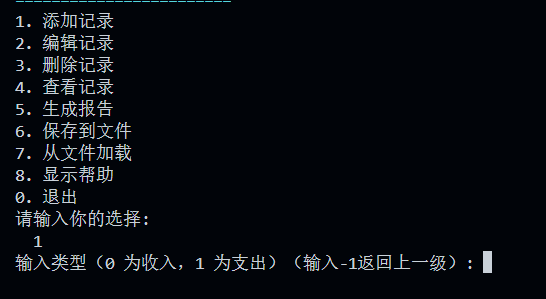 ========================
1. 添加记录
2. 编辑记录
3. 删除记录
4. 查看记录
5. 生成报告
6. 保存到文件
7. 从文件加载
8. 显示帮助
0. 退出
请输入你的选择:
1
输入类型（0 为收入, 1 为支出）（输入-1返回上一级）: